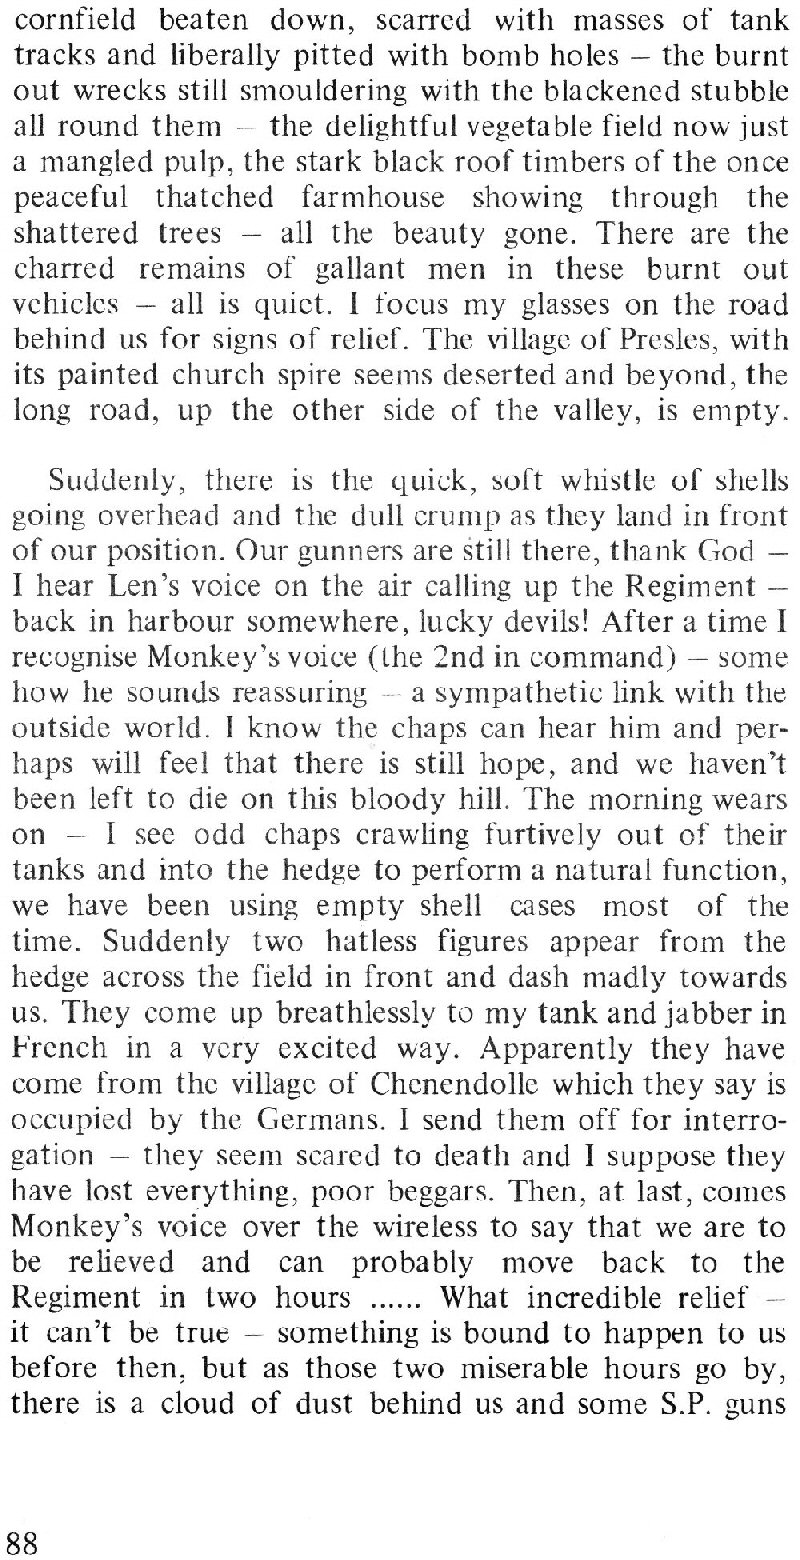 cornfield beaten down, scarred with masses of tank
tracks and liberally pitted with bomb holes — the burnt
out wrecks still smouldering with the blackened stubble
all round them — the delightful vegetable field now just
a mangled pulp, the stark black roof timbers of the once
peaceful thatched farmhouse showing through the
shattered trees — all the beauty gone. There are the
charred remains of gallant men in these burnt out
vehicles — all is quiet. I focus my glasses on the road
behind us for signs of relief. The village of Presles, with
its painted church spire seems deserted and beyond, the
long road, up the other side of the valley, is empty.

Suddenly, there is the quick, soft whistle of shells
going overhead and the dull crump as they land in front
of our position. Our gunners are still there, thank God —
I hear Len's voice on the air calling up the Regiment —
back in harbour somewhere, lucky devils! After a time I
recognise Monkey's voice (the 2nd in command) — some
how he sounds reassuring — a sympathetic link with the
outside world. I know the chaps can hear him and per-
haps will feel that there is still hope, and we haven't
been left to die on this bloody hill. The morning wears
on — I see odd chaps crawling furtively out of their
tanks and into the hedge to perform a natural function,
we have been using empty shell cases most of the
time. Suddenly two hatless figures appear from the
hedge across the field in front and dash madly towards
us. They come up breathlessly to my tank and jabber in
French in a very excited way. Apparently they have
come from the village of Chenendolle which they say is
occupied by the Germans. I send them off for interro-
gation — they seem scared to death and I suppose they
have lost everything, poor beggars. Then, at last, comes
Monkey's voice over the wireless to say that we are to
be relieved and can probably move back to the
Regiment in two hours ...... What incredible relief —
it can't be true — something is bound to happen to us
before then, but as those two miserable hours go by,
there is a cloud of dust behind us and some S.P. guns

88